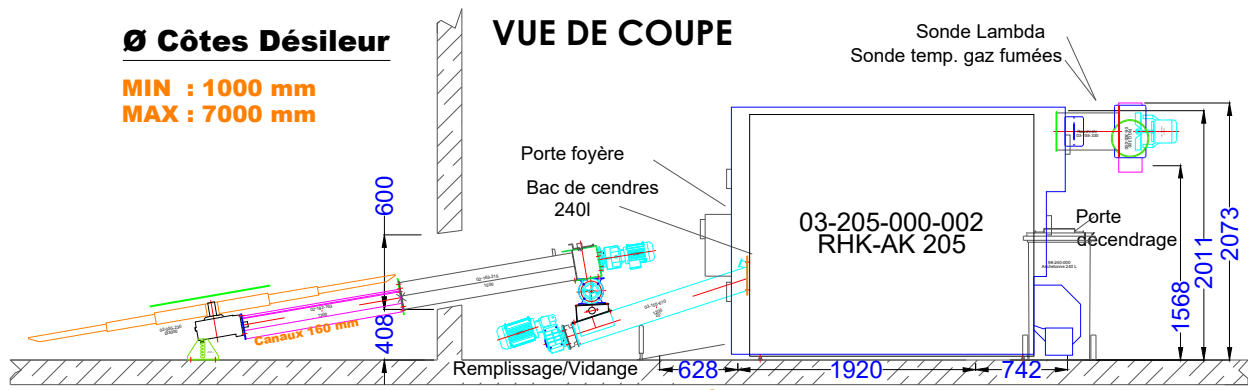 Ø Côtes Désileur
MIN : 1000 mm
MAX : 7000 mm
VUE DE COUPE
Sonde Lambda
Sonde temp. gaz fumées
Porte foyère
Bac de cendres
240l
03-205-000-002
RHK-AK 205
Porte
décendrage
600
408
Canaux 160 mm
Remplissage/Vidange
628
1920
742
1568
2011
2073